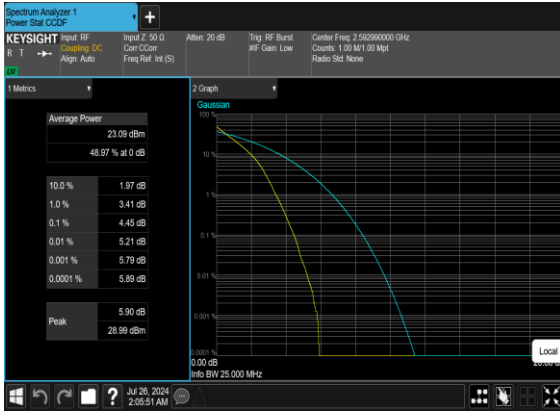 Spectrum Analyzer 1
Power Stat CCDF
+
KEYSIGHT
R T
Input: RF
Coupling: DC
Align: Auto
Input Z: 50 Ω
Corr CCorr
Freq Ref: Int (S)
Atten: 20 dB
Trig: RF Burst
#IF Gain: Low
Center Freq: 2.592990000 GHz
Counts: 1.00 M/1.00 Mpt
Radio Std: None
1 Metrics
Average Power
23.09 dBm
48.97 % at 0 dB
10.0 % 1.97 dB
1.0 % 3.41 dB
0.1 % 4.45 dB
0.01 % 5.21 dB
0.001 % 5.79 dB
0.0001 % 5.89 dB
Peak
5.90 dB
28.99 dBm
2 Graph
Gaussian
100 %
10 %
1 %
0.1 %
0.01 %
0.001 %
0.0001 %
0.00 dB
Info BW 25.000 MHz
Local
?
Jul 26, 2024
2:05:51 AM